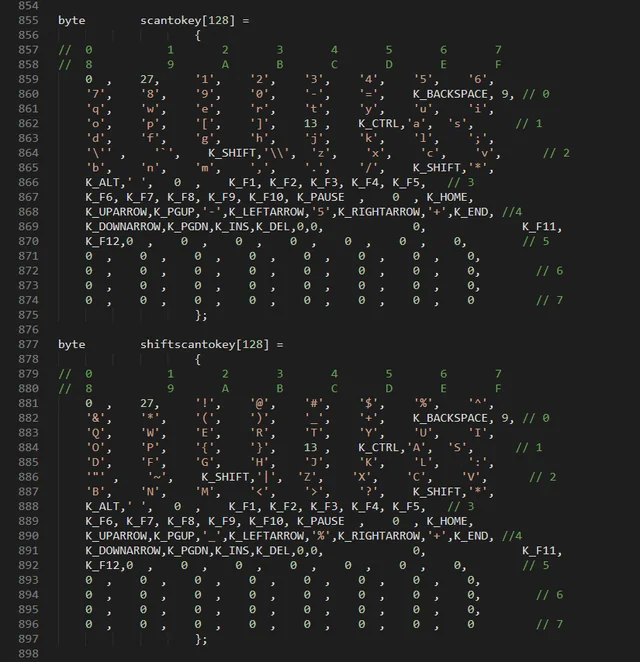 854
855 byte scantokey[128] =
856 {
857 // 0 1 2 3 4 5 6 7
858 // 8 9 A B C D E F
859 0 , 27, '1', '2', '3', '4', '5', '6',
860 '7', '8', '9', '0', '-', '=', K_BACKSPACE, 9, // 0
861 'q', 'w', 'e', 'r', 't', 'y', 'u', 'i',
862 'o', 'p', '[', ']', 13 , K_CTRL,'a', 's', // 1
863 'd', 'f', 'g', 'h', 'j', 'k', 'l', ';',
864 '\'' , '`', K_SHIFT,'\\', 'z', 'x', 'c', 'v', // 2
865 'b', 'n', 'm', ',', '.', '/', K_SHIFT,'*',
866 K_ALT,' ', 0 , K_F1, K_F2, K_F3, K_F4, K_F5, // 3
867 K_F6, K_F7, K_F8, K_F9, K_F10, K_PAUSE , 0 , K_HOME,
868 K_UPARROW,K_PGUP,'-',K_LEFTARROW,'5',K_RIGHTARROW,'+',K_END, //4
869 K_DOWNARROW,K_PGDN,K_INS,K_DEL,0,0, 0, K_F11,
870 K_F12,0 , 0 , 0 , 0 , 0 , 0 , 0, // 5
871 0 , 0 , 0 , 0 , 0 , 0 , 0 , 0,
872 0 , 0 , 0 , 0 , 0 , 0 , 0 , 0, // 6
873 0 , 0 , 0 , 0 , 0 , 0 , 0 , 0,
874 0 , 0 , 0 , 0 , 0 , 0 , 0 , 0 // 7
875 };
876
877 byte shiftscantokey[128] =
878 {
879 // 0 1 2 3 4 5 6 7
880 // 8 9 A B C D E F
881 0 , 27, '!', '@', '#', '$', '%', '^',
882 '&', '*', '(', ')', '_', '+', K_BACKSPACE, 9, // 0
883 'Q', 'W', 'E', 'R', 'T', 'Y', 'U', 'I',
884 'O', 'P', '{', '}', 13 , K_CTRL,'A', 'S', // 1
885 'D', 'F', 'G', 'H', 'J', 'K', 'L', ':',
886 '"' , '~', K_SHIFT,'|', 'Z', 'X', 'C', 'V', // 2
887 'B', 'N', 'M', '<', '>', '?', K_SHIFT,'*',
888 K_ALT,' ', 0 , K_F1, K_F2, K_F3, K_F4, K_F5, // 3
889 K_F6, K_F7, K_F8, K_F9, K_F10, K_PAUSE , 0 , K_HOME,
890 K_UPARROW,K_PGUP,'_',K_LEFTARROW,'%',K_RIGHTARROW,'+',K_END, //4
891 K_DOWNARROW,K_PGDN,K_INS,K_DEL,0,0, 0, K_F11,
892 K_F12,0 , 0 , 0 , 0 , 0 , 0 , 0, // 5
893 0 , 0 , 0 , 0 , 0 , 0 , 0 , 0,
894 0 , 0 , 0 , 0 , 0 , 0 , 0 , 0, // 6
895 0 , 0 , 0 , 0 , 0 , 0 , 0 , 0,
896 0 , 0 , 0 , 0 , 0 , 0 , 0 , 0 // 7
897 };
898